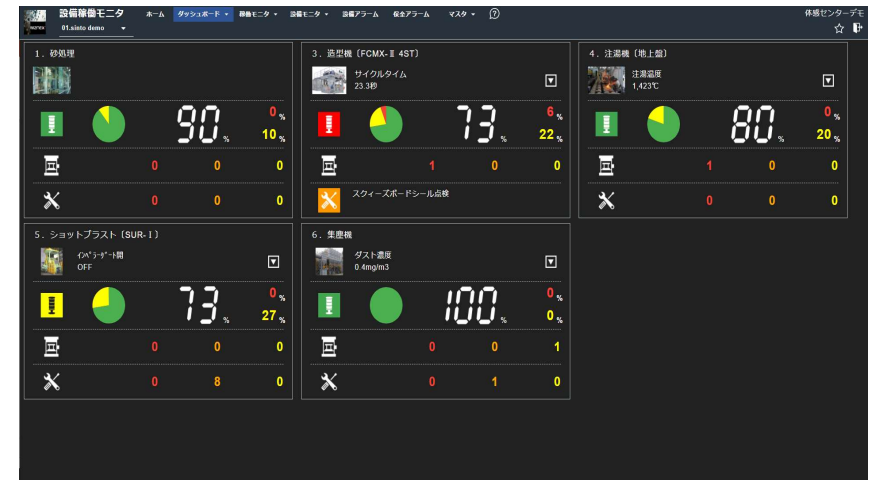 設備稼働モニタ
ホーム ダッシュボード 稼働モニタ 設備モニタ 設備アラーム 保全アラーム マスタ ?
体感センターデモ
01.sinto demo
1. 砂処理
90 %
0 %
10 %
0 0 0
0 0 0
3. 造型機 (FCMX-Ⅱ 4ST)
サイクルタイム
23.3秒
73 %
6 %
22 %
1 0 0
スクィーズボードシール点検
4. 注湯機 (地上盤)
注湯温度
1,423℃
80 %
0 %
20 %
1 0 0
0 0 0
5. ショットブラスト (SUR-Ⅰ)
ｲﾝﾍﾟﾗｰｹﾞｰﾄ開
OFF
73 %
0 %
27 %
0 0 0
0 8 0
6. 集塵機
ダスト濃度
0.4mg/m3
100 %
0 %
0 %
0 0 1
0 1 0